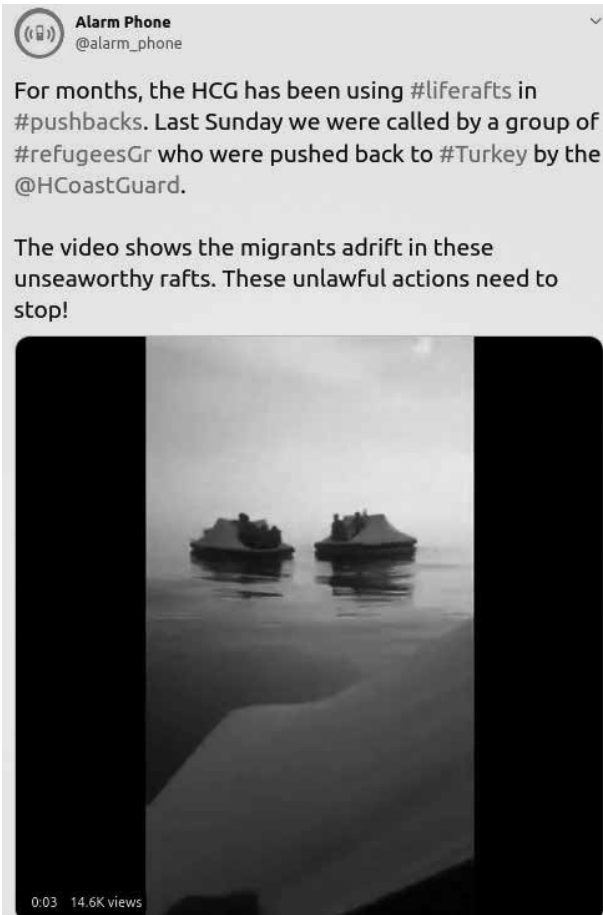 Alarm Phone
@alarm_phone
For months, the HCG has been using #liferafts in
#pushbacks. Last Sunday we were called by a group of
#refugeesGr who were pushed back to #Turkey by the
@HCoastGuard.
The video shows the migrants adrift in these
unseaworthy rafts. These unlawful actions need to
stop!
0:03 14.6K views